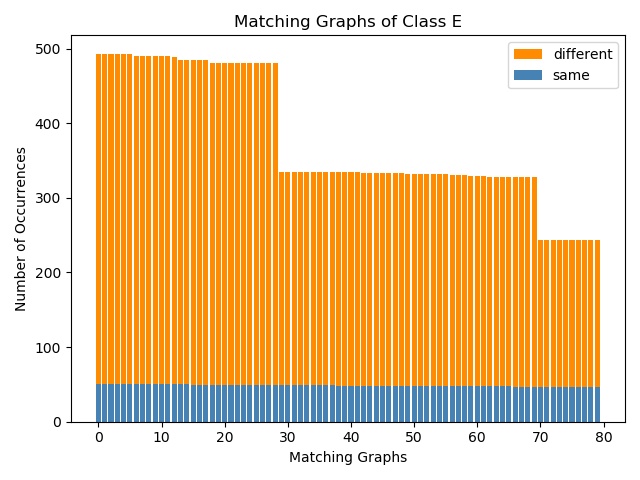 Matching Graphs of Class E
different
same
Number of Occurrences
500
400
300
200
100
0
0 10 20 30 40 50 60 70 80
Matching Graphs